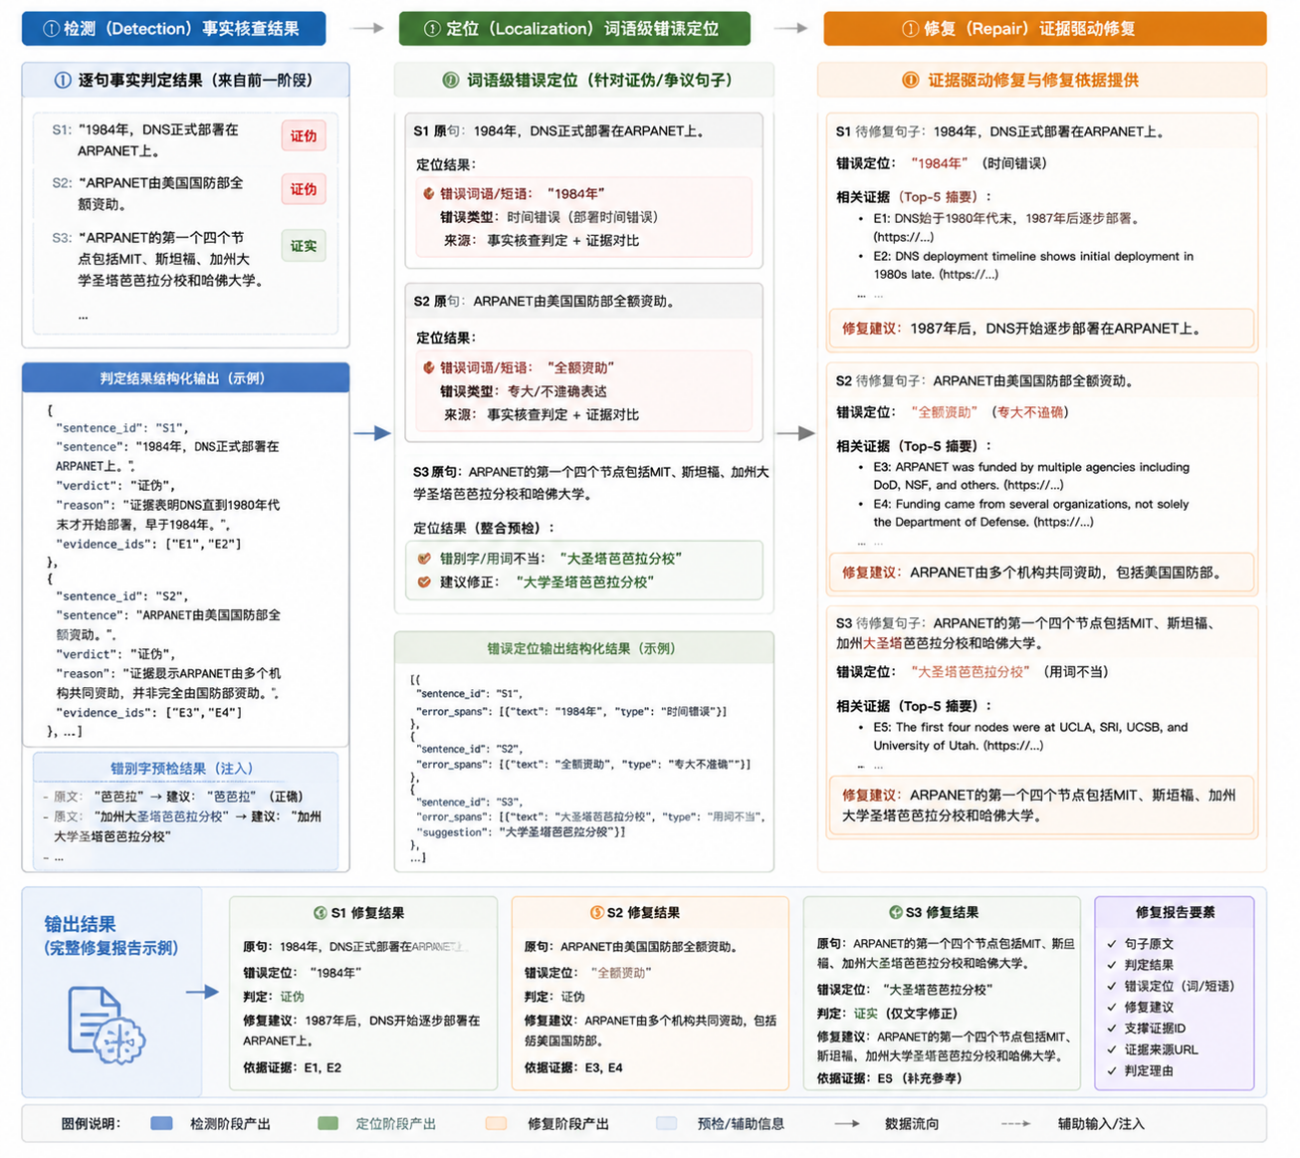 ① 检测（Detection）事实核查结果
① 定位（Localization）词语级错误定位
修复（Repair）证据驱动修复
① 逐句事实判定结果（来自前一阶段）
S1: “1984年，DNS正式部署在
ARPANET上。
证伪
S2: “ARPANET由美国国防部全
额资助。
证伪
S3: “ARPANET的第一个四个节
点包括MIT、斯坦福、加州大
学圣塔芭芭拉分校和哈佛大学。
证实
...
判定结果结构化输出（示例）
{
"sentence_id": "S1",
"sentence": "1984年，DNS正式部署在
ARPANET上。",
"verdict": "证伪",
"reason": "证据表明DNS直到1980年代
末才开始部署，早于1984年。",
"evidence_ids": ["E1","E2"]
},
{
"sentence_id": "S2",
"sentence": "ARPANET由美国国防部全
额资动。",
"verdict": "证伪",
"reason": "证据显示ARPANET由多个机
构共同资助，并非完全由国防部资动。",
"evidence_ids": ["E3","E4"]
}, ...]
错别字预检结果（注入）
- 原文: “芭芭拉” → 建议: “芭芭拉” （正确）
- 原文: “加州大圣塔芭芭拉分校” → 建议: “加州
大学圣塔芭芭拉分校”
- ...
词语级错误定位（针对证伪/争议句子）
S1 原句: 1984年，DNS正式部署在ARPANET上。
定位结果:
错误词语/短语: “1984年”
错误类型: 时间错误（部署时间错误）
来源: 事实核查判定 + 证据对比
S2 原句: ARPANET由美国国防部全额资动。
定位结果:
错误词语/短语: “全额资助”
错误类型: 专大/不准确表达
来源: 事实核查判定 + 证据对比
S3 原句: ARPANET的第一个四个节点包括MIT、斯坦福、加州大
学圣塔芭芭拉分校和哈佛大学。
定位结果（整合预检）:
错别字/用词不当: “大圣塔芭芭拉分校”
建议修正: “大学圣塔芭芭拉分校”
错误定位输出结构化结果（示例）
[{
"sentence_id": "S1",
"error_spans": [{"text": "1984年", "type": "时间错误"}]
},
{
"sentence_id": "S2",
"error_spans": [{"text": "全额资助", "type": "专大不准确""}]
},
{
"sentence_id": "S3",
"error_spans": [{"text": "大圣塔芭芭拉分校", "type": "用词不当",
"suggestion": "大学圣塔芭芭拉分校"}]
},
...]
证据驱动修复与修复依据提供
S1 待修复句子: 1984年，DNS正式部署在ARPANET上。
错误定位: “1984年” （时间错误）
相关证据（Top-5 摘要）:
• E1: DNS始于1980年代末，1987年后逐步部署。
(https://...)
• E2: DNS deployment timeline shows initial deployment in
1980s late. (https://...)
... ...
修复建议: 1987年后，DNS开始逐步部署在ARPANET上。
S2 待修复句子: ARPANET由美国国防部全额资动。
错误定位: “全额资助” （专大不追确）
相关证据（Top-5 摘要）:
• E3: ARPANET was funded by multiple agencies including
DoD, NSF, and others. (https://...)
• E4: Funding came from several organizations, not solely
the Department of Defense. (https://...)
... ...
修复建议: ARPANET由多个机构共同资助，包括美国国防部。
S3 待修复句子: ARPANET的第一个四个节点包括MIT、斯坦福、
加州大圣塔芭芭拉分校和哈佛大学。
错误定位: “大圣塔芭芭拉分校” （用词不当）
相关证据（Top-5 摘要）:
• E5: The first four nodes were at UCLA, SRI, UCSB, and
University of Utah. (https://...)
... ...
修复建议: ARPANET的第一个四个节点包括MIT、斯坦福、加州
大学圣塔芭芭拉分校和哈佛大学。
输出结果
（完整修复报告示例）
S1 修复结果
原句: 1984年，DNS正式部署在ARPANET上
错误定位: “1984年”
判定: 证伪
修复建议: 1987年后，DNS开始逐步部署在
ARPANET上。
依据证据: E1, E2
S2 修复结果
原句: ARPANET由美国国防部全额资动。
错误定位: “全额资助”
判定: 证伪
修复建议: ARPANET由多个机构共同资动，包括
括美国国防部。
依据证据: E3, E4
S3 修复结果
原句: ARPANET的第一个四个节点包括MIT、斯坦
福、加州大学圣塔芭芭拉分校和哈佛大学。
错误定位: “大圣塔芭芭拉分校”
判定: 证实（仅文字修正）
修复建议: ARPANET的第一个四个节点包括MIT、
斯坦福、加州大学圣塔芭芭拉分校和哈佛大学。
依据证据: E5 （补充参考）
修复报告要素
✓ 句子原文
✓ 判定结果
✓ 错误定位（词/短语）
✓ 修复建议
✓ 支撑证据ID
✓ 证据来源URL
✓ 判定理由
图例说明: 检测阶段产出 定位阶段产出 修复阶段产出 预检/辅助信息 数据流向 辅助输入/注入